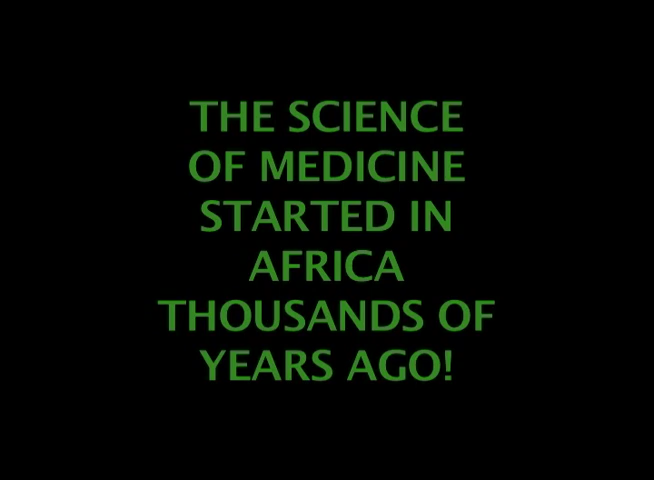 THE SCIENCE
OF MEDICINE
STARTED IN
AFRICA
THOUSANDS OF
YEARS AGO!